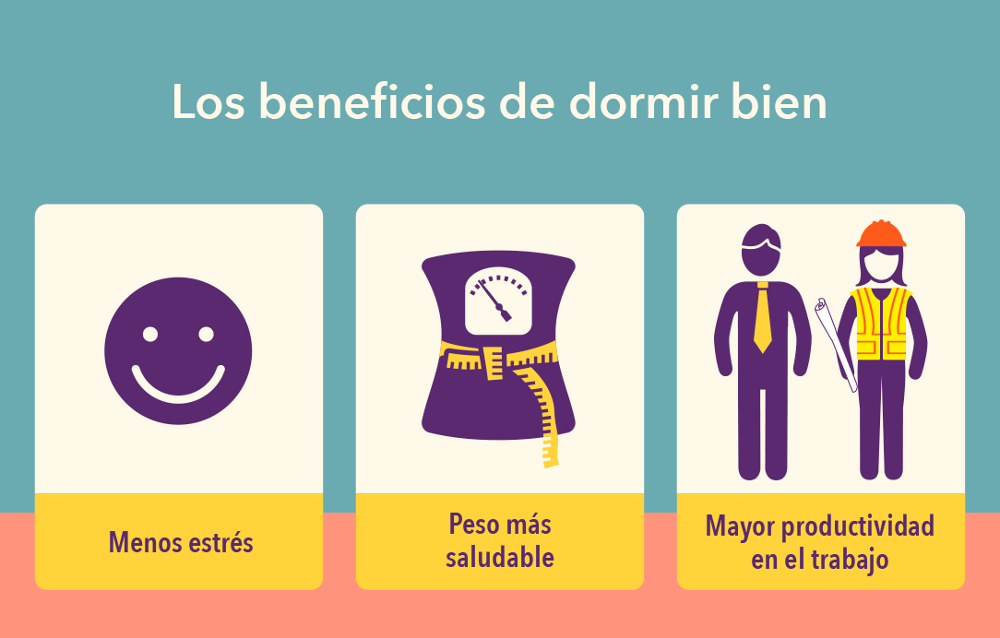 Los beneficios de dormir bien
Menos estrés
Peso más
saludable
Mayor productividad
en el trabajo